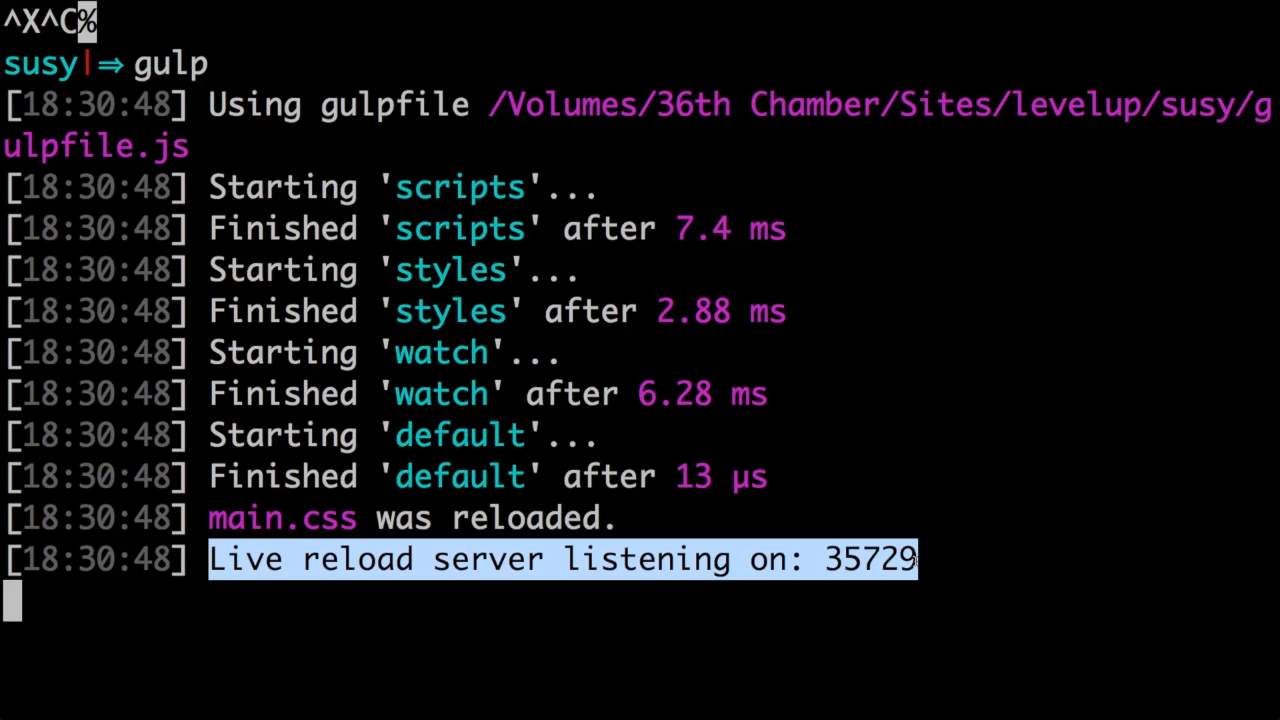 ^X^C%
susy|⇒ gulp
[18:30:48] Using gulpfile /Volumes/36th Chamber/Sites/levelup/susy/g
ulpfile.js
[18:30:48] Starting 'scripts'...
[18:30:48] Finished 'scripts' after 7.4 ms
[18:30:48] Starting 'styles'...
[18:30:48] Finished 'styles' after 2.88 ms
[18:30:48] Starting 'watch'...
[18:30:48] Finished 'watch' after 6.28 ms
[18:30:48] Starting 'default'...
[18:30:48] Finished 'default' after 13 μs
[18:30:48] main.css was reloaded.
[18:30:48] Live reload server listening on: 35729